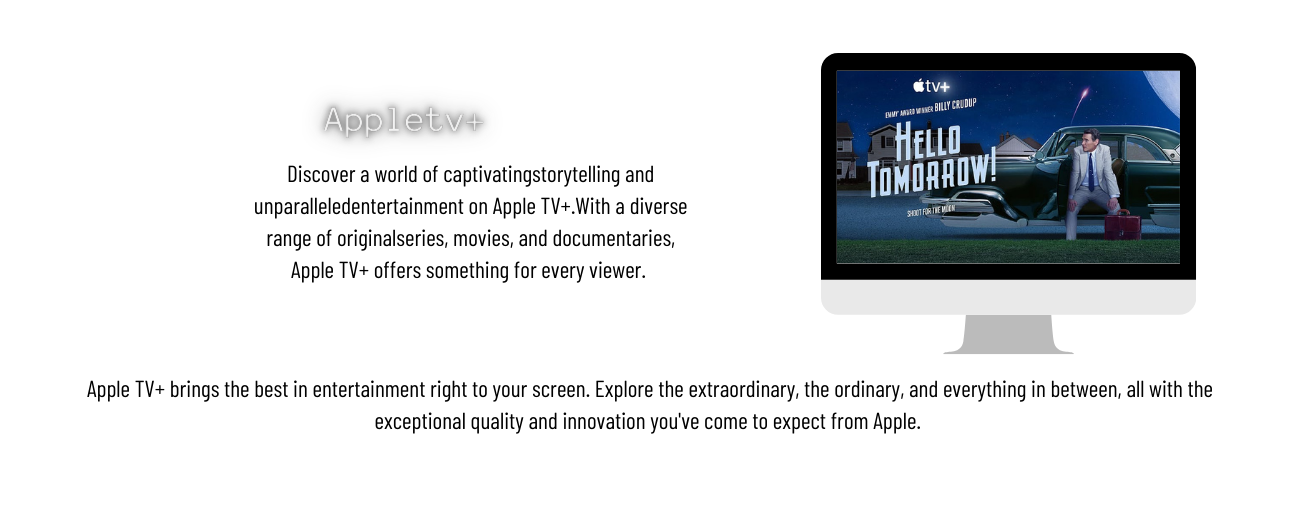 Appletv+
Discover a world of captivatingstorytelling and
unparalleledentertainment on Apple TV+.With a diverse
range of originalseries, movies, and documentaries,
Apple TV+ offers something for every viewer.
tv+
EMMY AWARD WINNER BILLY CRUDUP
HELLO
TOMORROW!
SHOOT FOR THE MOON
Apple TV+ brings the best in entertainment right to your screen. Explore the extraordinary, the ordinary, and everything in between, all with the
exceptional quality and innovation you've come to expect from Apple.